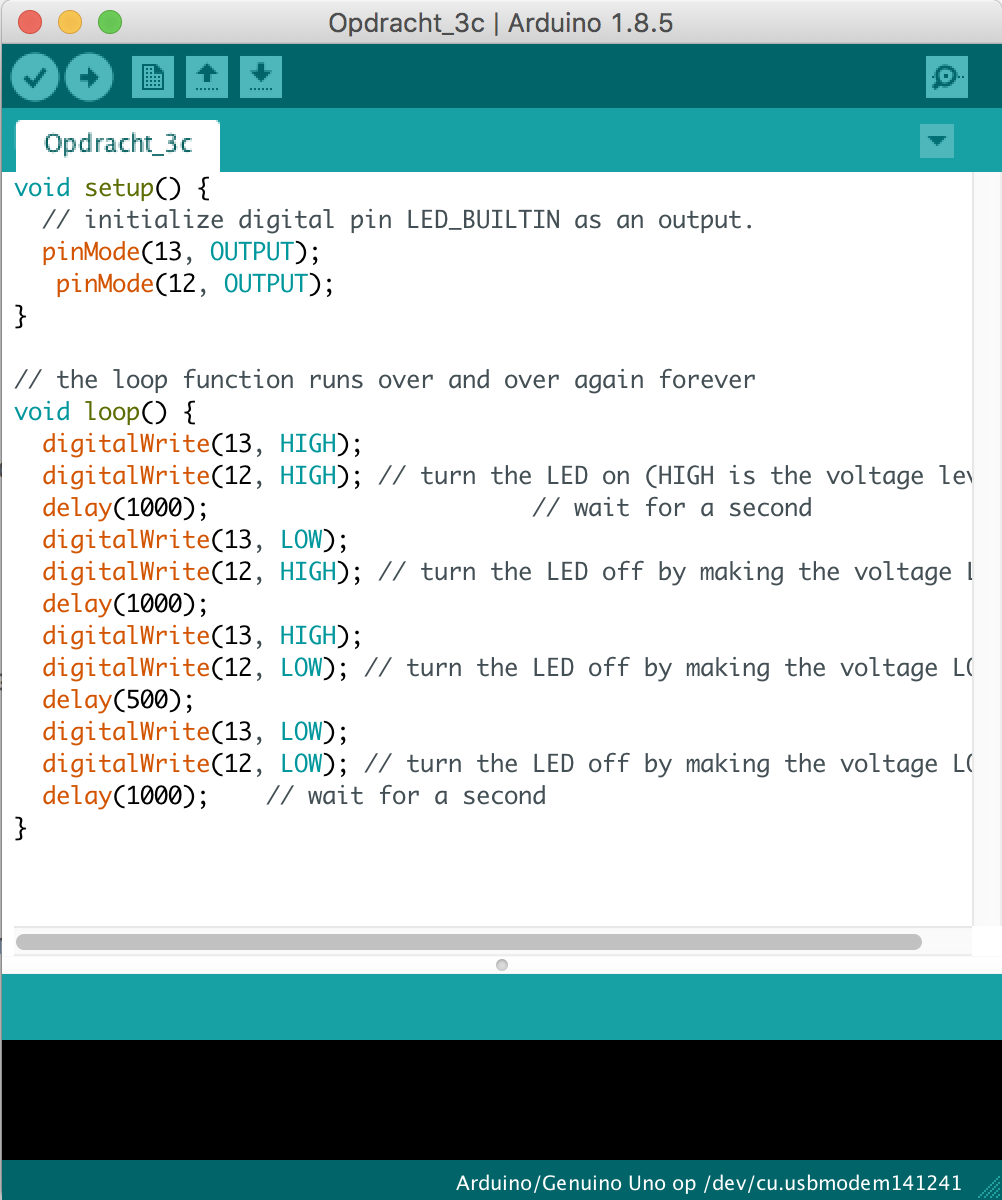 Opdracht_3c | Arduino 1.8.5
Opdracht_3c
void setup() {
  // initialize digital pin LED_BUILTIN as an output.
  pinMode(13, OUTPUT);
   pinMode(12, OUTPUT);
}

// the loop function runs over and over again forever
void loop() {
  digitalWrite(13, HIGH);
  digitalWrite(12, HIGH); // turn the LED on (HIGH is the voltage lev
  delay(1000);                       // wait for a second
  digitalWrite(13, LOW);
  digitalWrite(12, HIGH); // turn the LED off by making the voltage L
  delay(1000);
  digitalWrite(13, HIGH);
  digitalWrite(12, LOW); // turn the LED off by making the voltage LO
  delay(500);
  digitalWrite(13, LOW);
  digitalWrite(12, LOW); // turn the LED off by making the voltage LO
  delay(1000);    // wait for a second
}
Arduino/Genuino Uno op /dev/cu.usbmodem141241